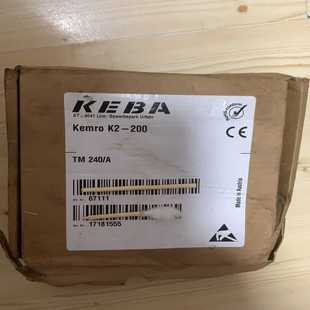 KEBA
AT-4041 Linz, Gewerbepark Urfahr
Kemro K2-200
CE
TM 240/A
67111
17181555
Made in Austria